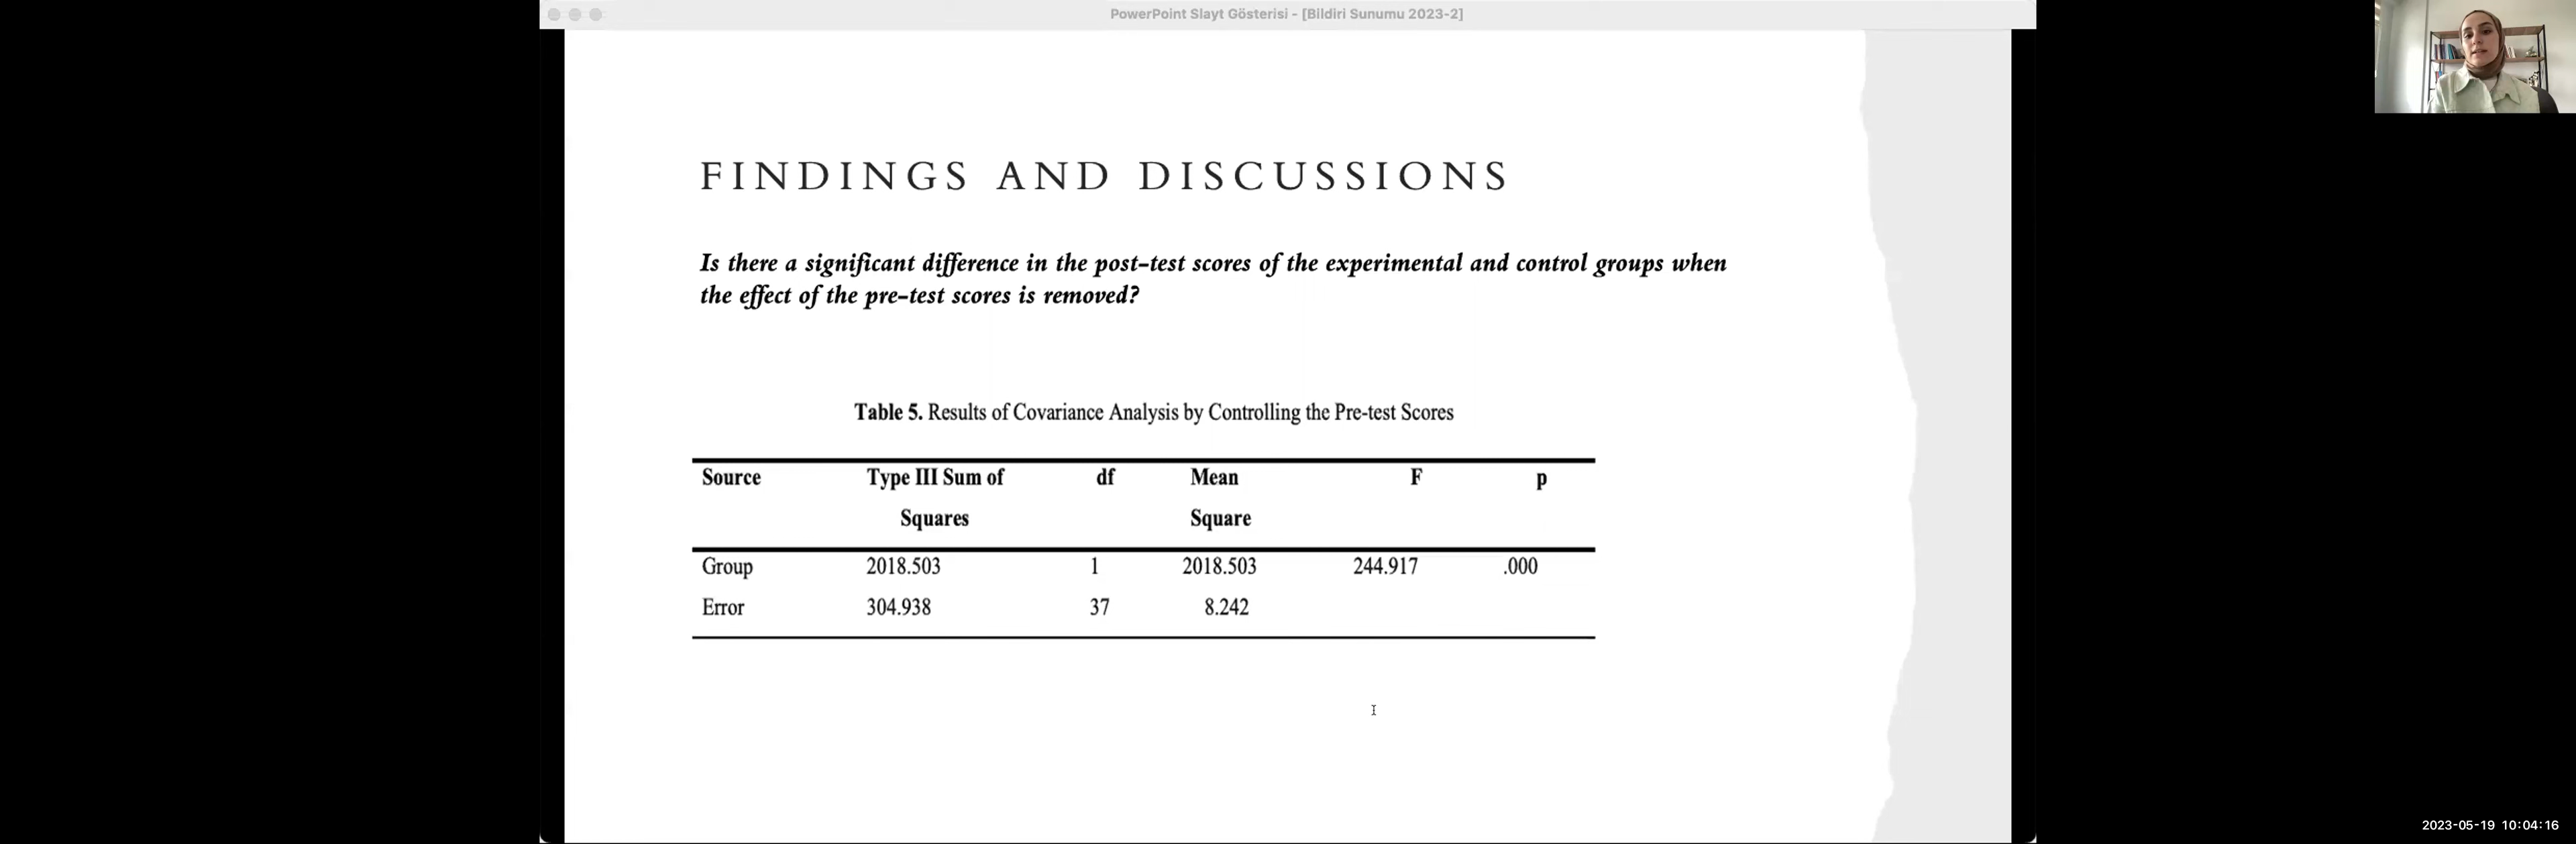 PowerPoint Slayt Gösterisi - [Bildiri Sunumu 2023-2]
FINDINGS AND DISCUSSIONS
Is there a significant difference in the post-test scores of the experimental and control groups when
the effect of the pre-test scores is removed?
Table 5. Results of Covariance Analysis by Controlling the Pre-test Scores
Source Type III Sum of df Mean F p
Squares Square
Group 2018.503 1 2018.503 244.917 .000
Error 304.938 37 8.242
2023-05-19 10:04:16